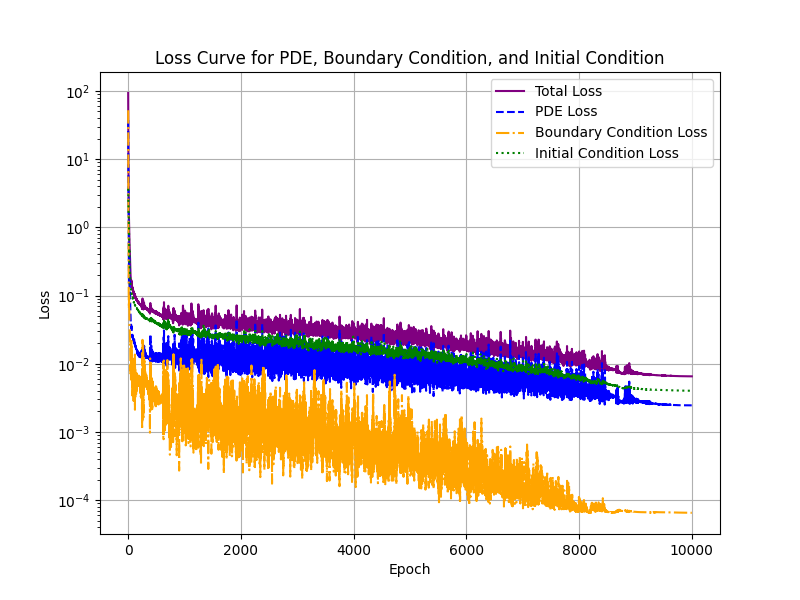 Loss Curve for PDE, Boundary Condition, and Initial Condition
Total Loss
PDE Loss
Boundary Condition Loss
Initial Condition Loss
10²
10¹
10⁰
10⁻¹
10⁻²
10⁻³
10⁻⁴
Loss
0 2000 4000 6000 8000 10000
Epoch